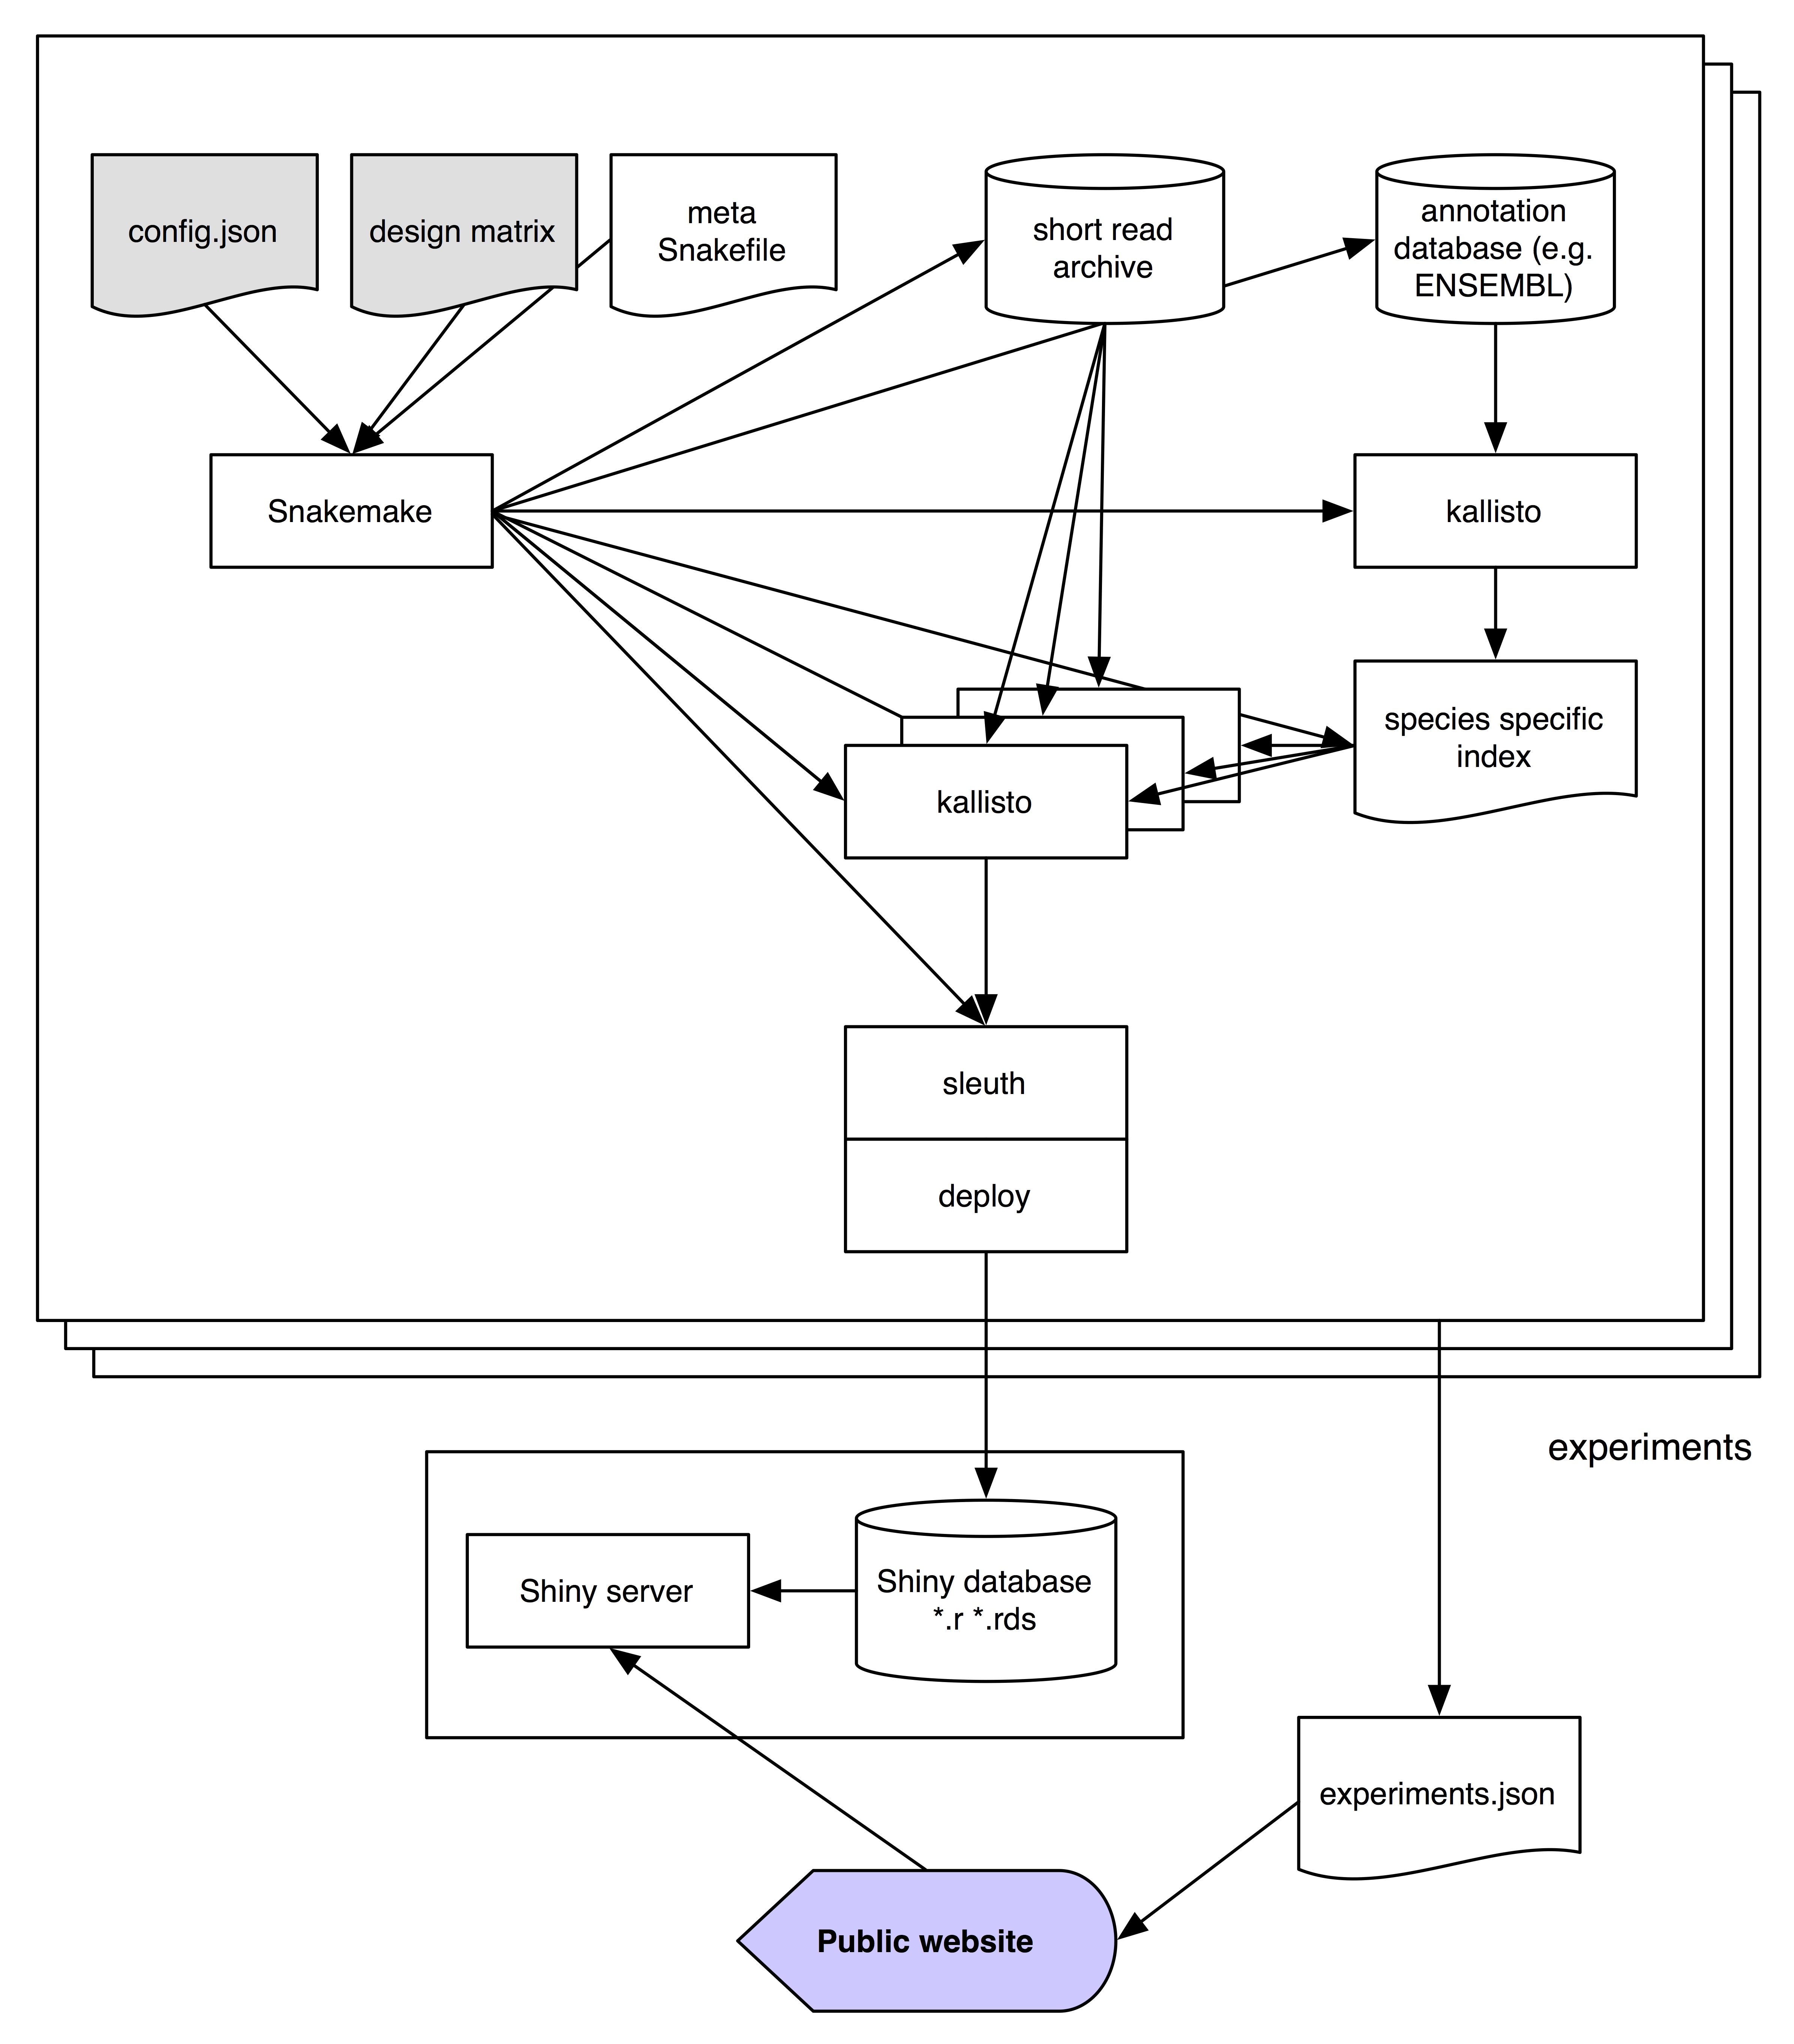 config.json
design matrix
meta
Snakefile
short read
archive
annotation
database (e.g.
ENSEMBL)
Snakemake
kallisto
species specific
index
kallisto
sleuth
deploy
experiments
Shiny server
Shiny database
*.r *.rds
experiments.json
Public website